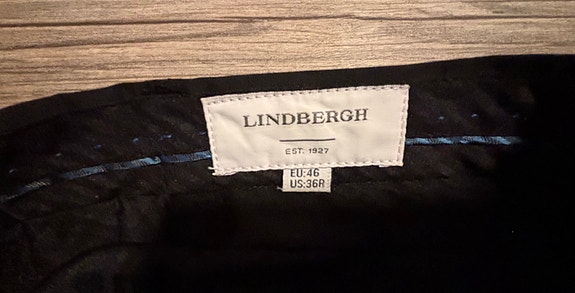 LINDBERGH
EST. 1927
EU:46
US:36R